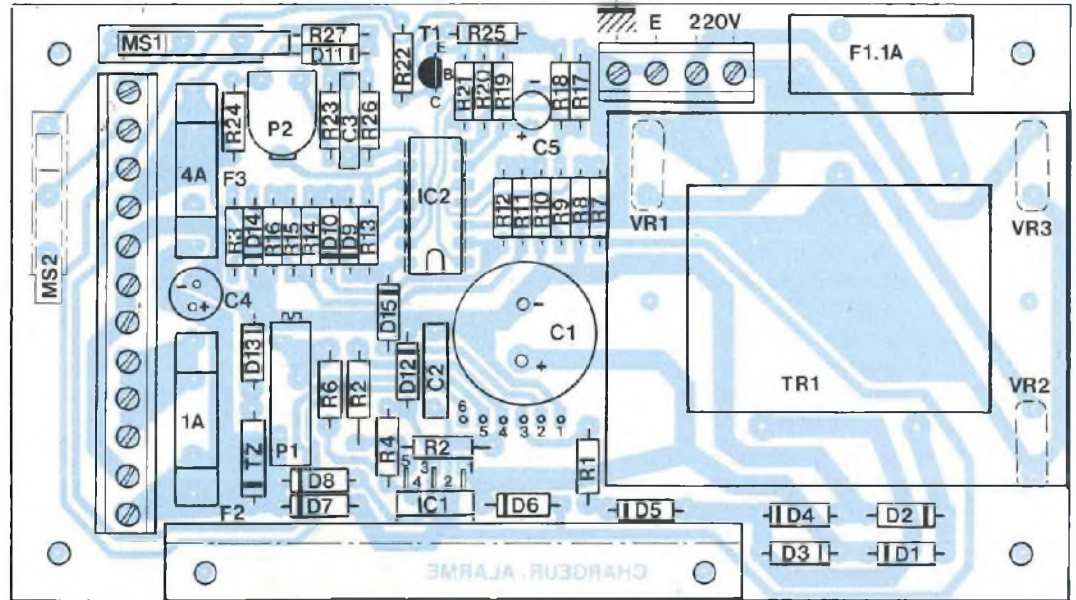 MS1
R27
D11
R22
T1
E
B
C
R25
E 220V
F1.1A
R24
P2
R23
C3
R26
R21
R20
R19
-
+
C5
R18
R17
4A
F3
IC2
VR1
VR3
MS2
R3
D14
R16
R15
R14
D10
D9
R13
R12
R11
R10
R9
R8
R7
-
+
C4
D15
-
C1
+
D13
R6
R2
D12
C2
TR1
VR2
6 5 4 3 2 1
1A
TZ
P1
R4
R2
R1
5 4 3 2 1
IC1
D8
D7
D6
D5
D4
D2
F2
D3
D1
CHARGEUR.ALARME